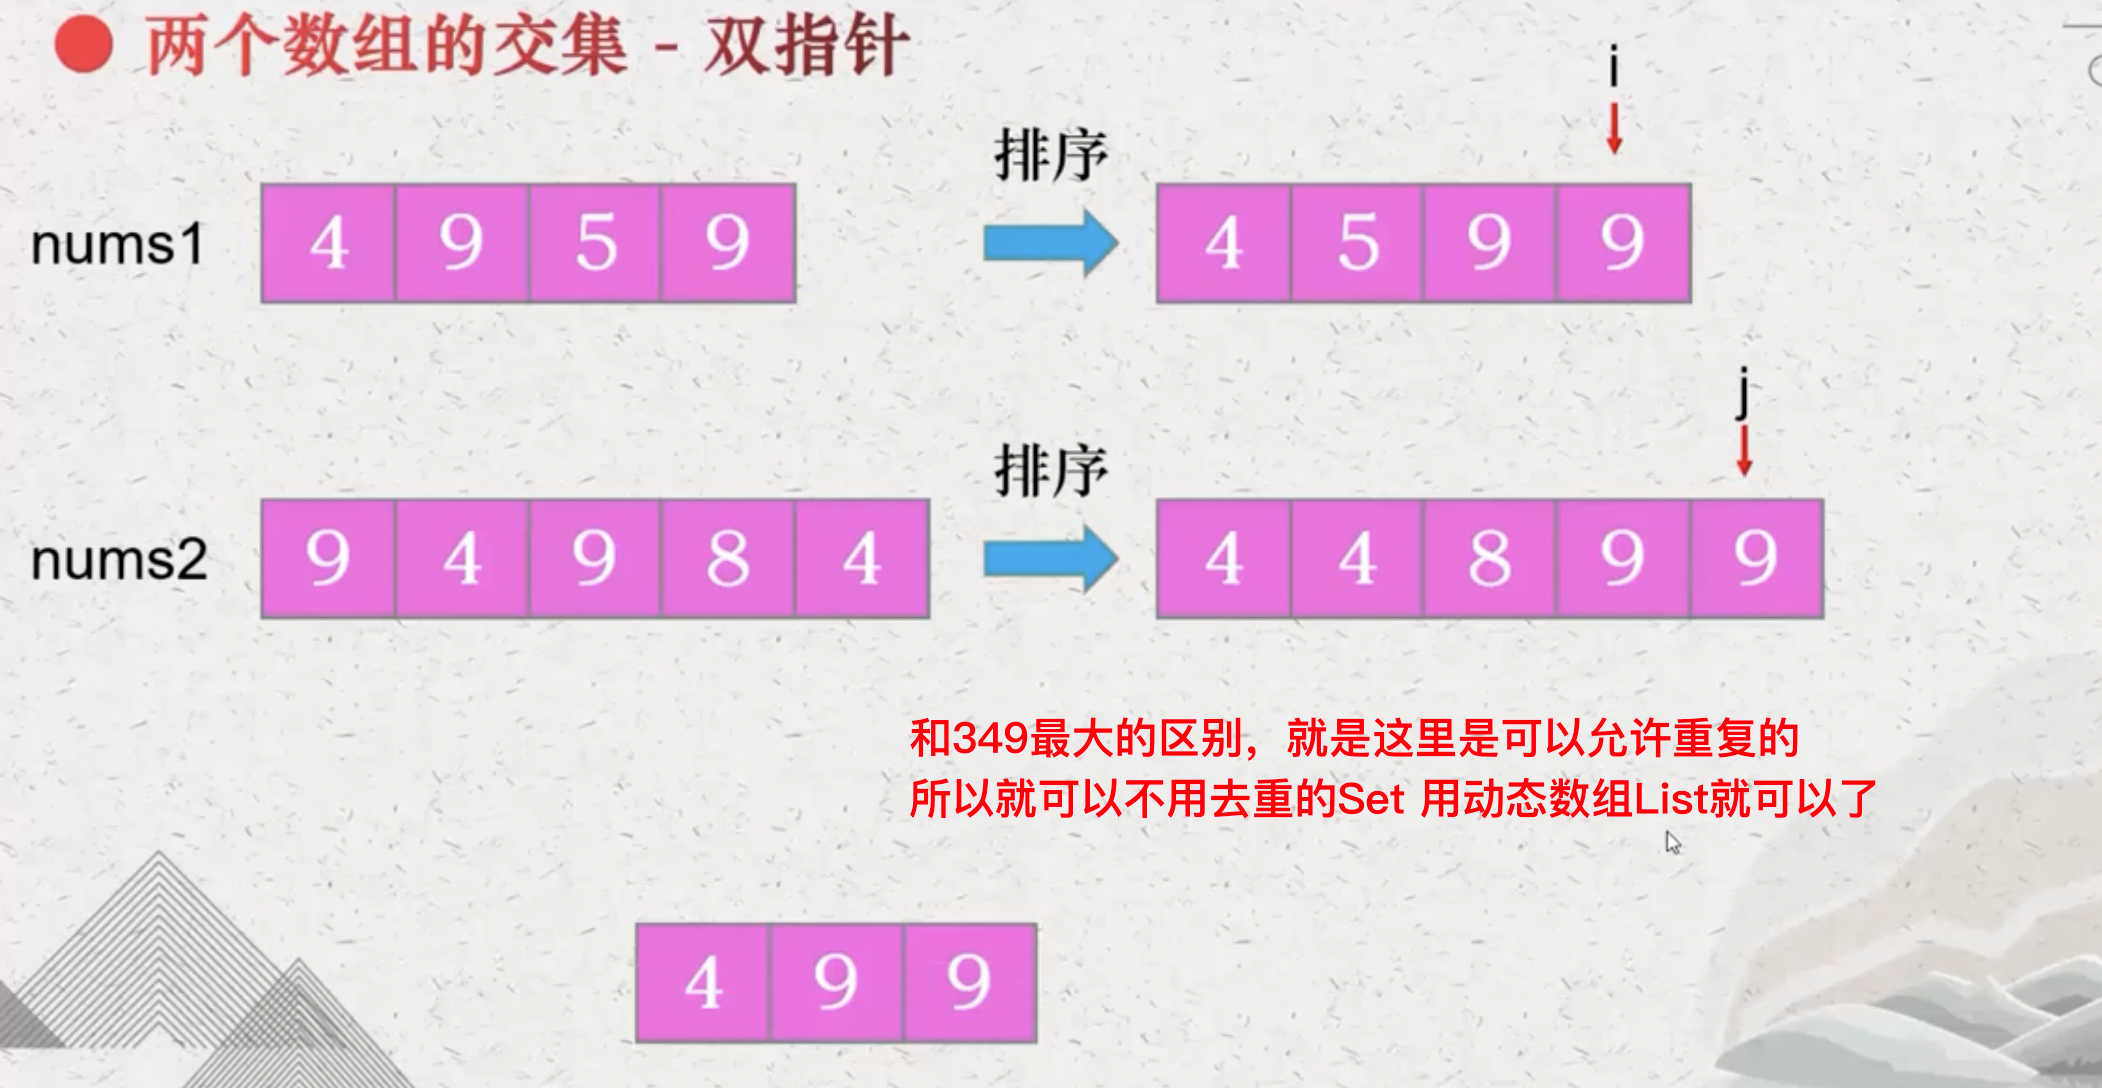 两个数组的交集 - 双指针
i
排序
nums1 4 9 5 9 4 5 9 9
j
排序
nums2 9 4 9 8 4 4 4 8 9 9
和349最大的区别，就是这里是可以允许重复的
所以就可以不用去重的Set 用动态数组List就可以了
4 9 9